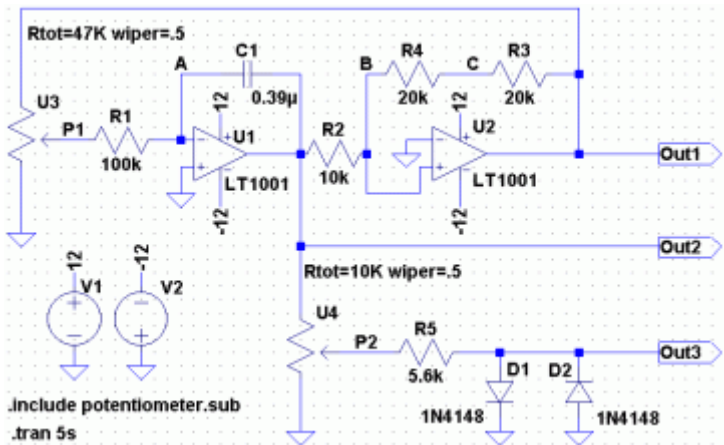 Rtot=47K wiper=.5
A
C1
B
R4
C
R3
0.39µ
20k
20k
U3
P1
R1
100k
12
U1
R2
10k
12
U2
LT1001
-12
LT1001
-12
Out1
Out2
Rtot=10K wiper=.5
12
V1
-12
V2
U4
P2
R5
5.6k
Out3
D1
D2
1N4148
1N4148
.include potentiometer.sub
.tran 5s